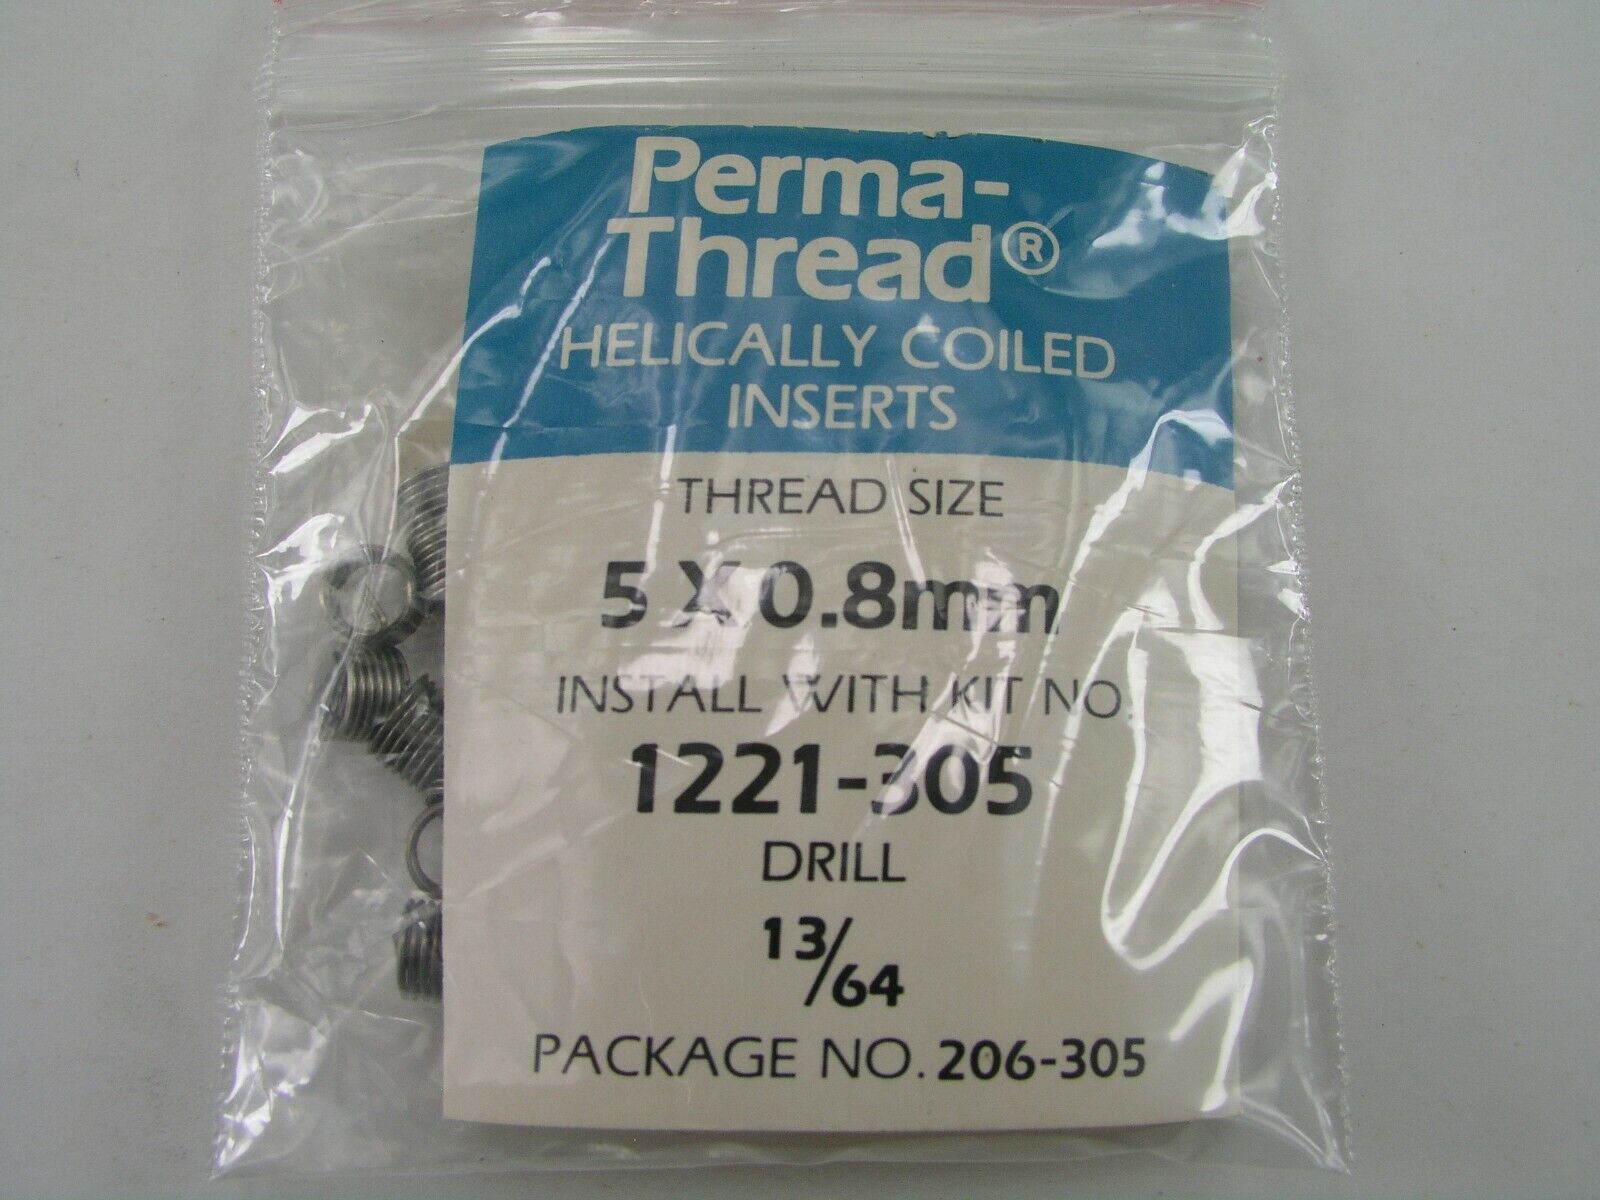 Perma-
Thread®
HELICALLY COILED
INSERTS
THREAD SIZE
5 X 0.8mm
INSTALL WITH KIT NO.
1221-305
DRILL
13/64
PACKAGE NO. 206-305